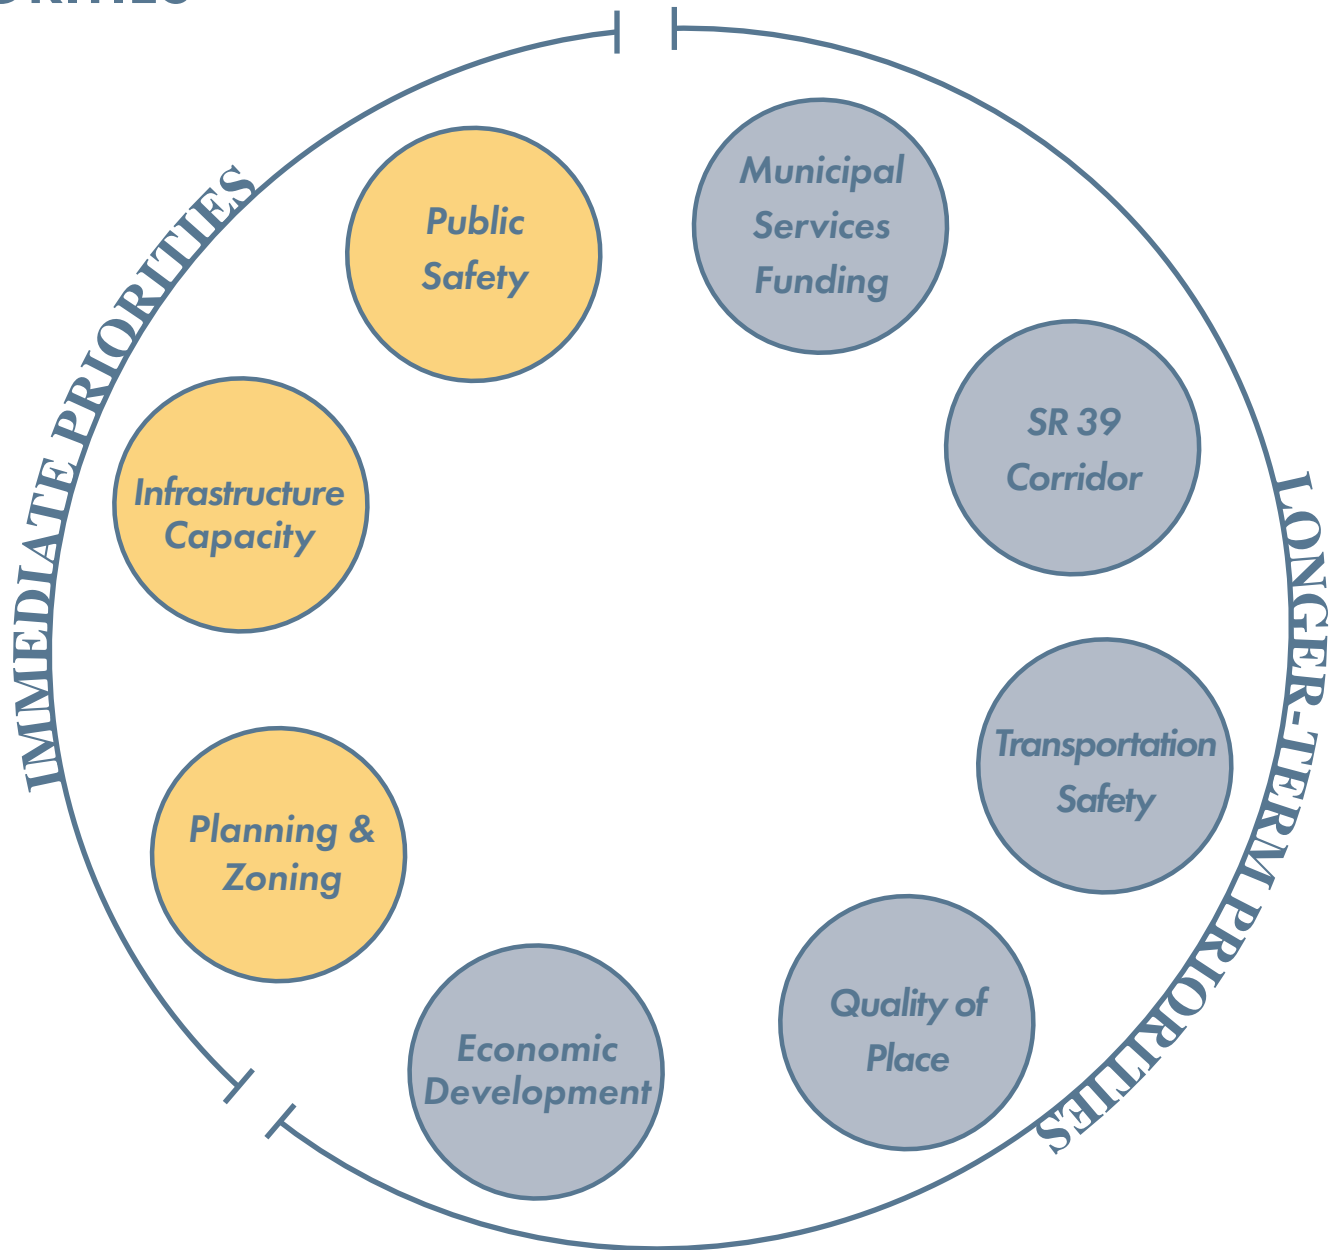 IMMEDIATE PRIORITIES
Public
Safety
Infrastructure
Capacity
Planning &
Zoning
LONGER-TERM PRIORITIES
Municipal
Services
Funding
SR 39
Corridor
Transportation
Safety
Quality of
Place
Economic
Development